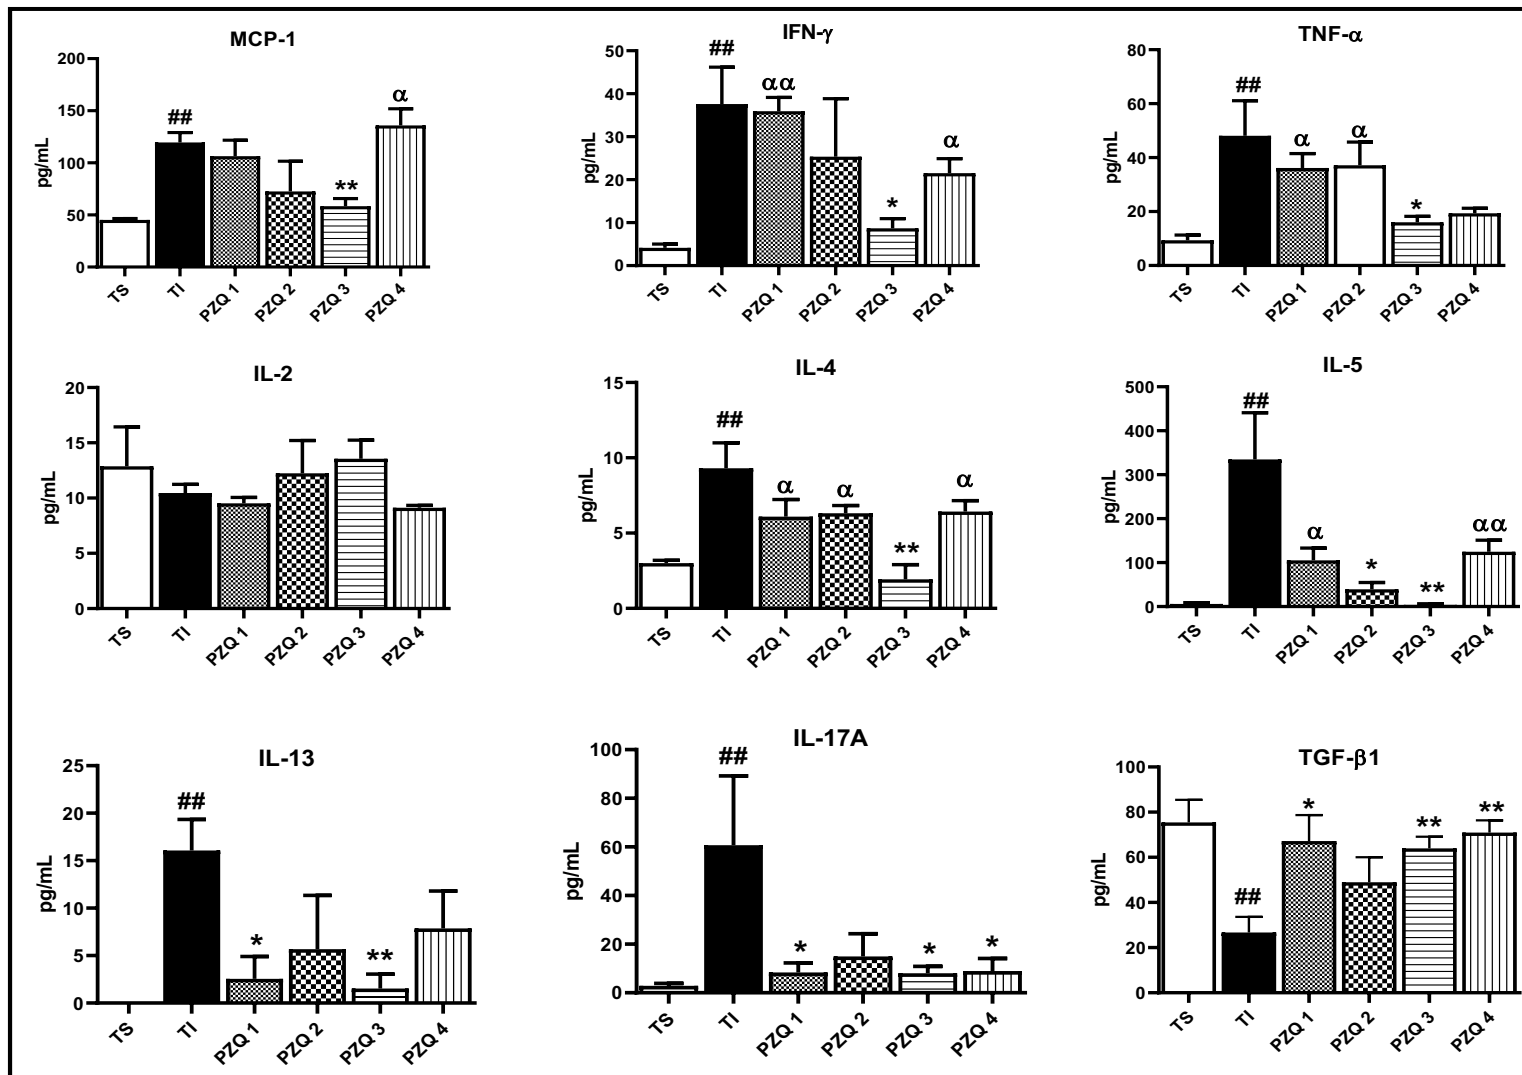 MCP-1
200
150
100
50
0
pg/mL
##
**
α
TS
TI
PZQ 1
PZQ 2
PZQ 3
PZQ 4
IFN-γ
50
40
30
20
10
0
pg/mL
##
αα
*
α
TS
TI
PZQ 1
PZQ 2
PZQ 3
PZQ 4
TNF-α
80
60
40
20
0
pg/mL
##
α
α
*
TS
TI
PZQ 1
PZQ 2
PZQ 3
PZQ 4
IL-2
20
15
10
5
0
pg/mL
TS
TI
PZQ 1
PZQ 2
PZQ 3
PZQ 4
IL-4
15
10
5
0
pg/mL
##
α
α
**
α
TS
TI
PZQ 1
PZQ 2
PZQ 3
PZQ 4
IL-5
500
400
300
200
100
0
pg/mL
##
α
*
**
αα
TS
TI
PZQ 1
PZQ 2
PZQ 3
PZQ 4
IL-13
25
20
15
10
5
0
pg/mL
##
*
**
TS
TI
PZQ 1
PZQ 2
PZQ 3
PZQ 4
IL-17A
100
80
60
40
20
0
pg/mL
##
*
*
*
TS
TI
PZQ 1
PZQ 2
PZQ 3
PZQ 4
TGF-β1
100
80
60
40
20
0
pg/mL
##
*
**
**
TS
TI
PZQ 1
PZQ 2
PZQ 3
PZQ 4